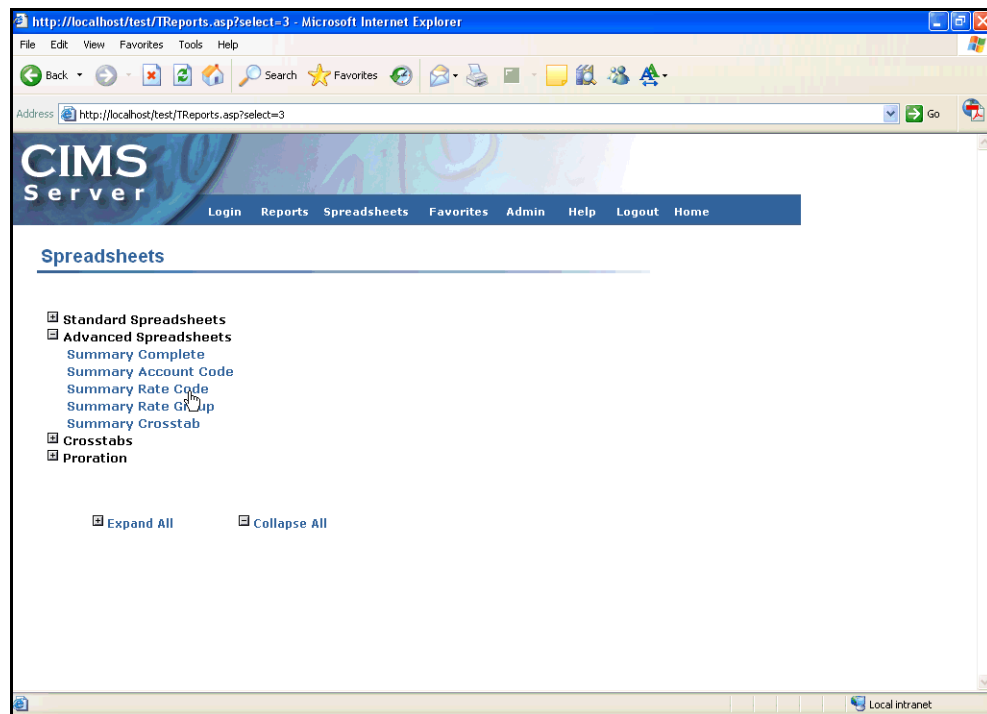 http://localhost/test/TReports.asp?select=3 - Microsoft Internet Explorer
File Edit View Favorites Tools Help
Back Search Favorites
Address http://localhost/test/TReports.asp?select=3 Go
CIMS
Server
Login Reports Spreadsheets Favorites Admin Help Logout Home
Spreadsheets
Standard Spreadsheets
Advanced Spreadsheets
Summary Complete
Summary Account Code
Summary Rate Code
Summary Rate Group
Summary Crosstab
Crosstabs
Proration
Expand All Collapse All
Local intranet